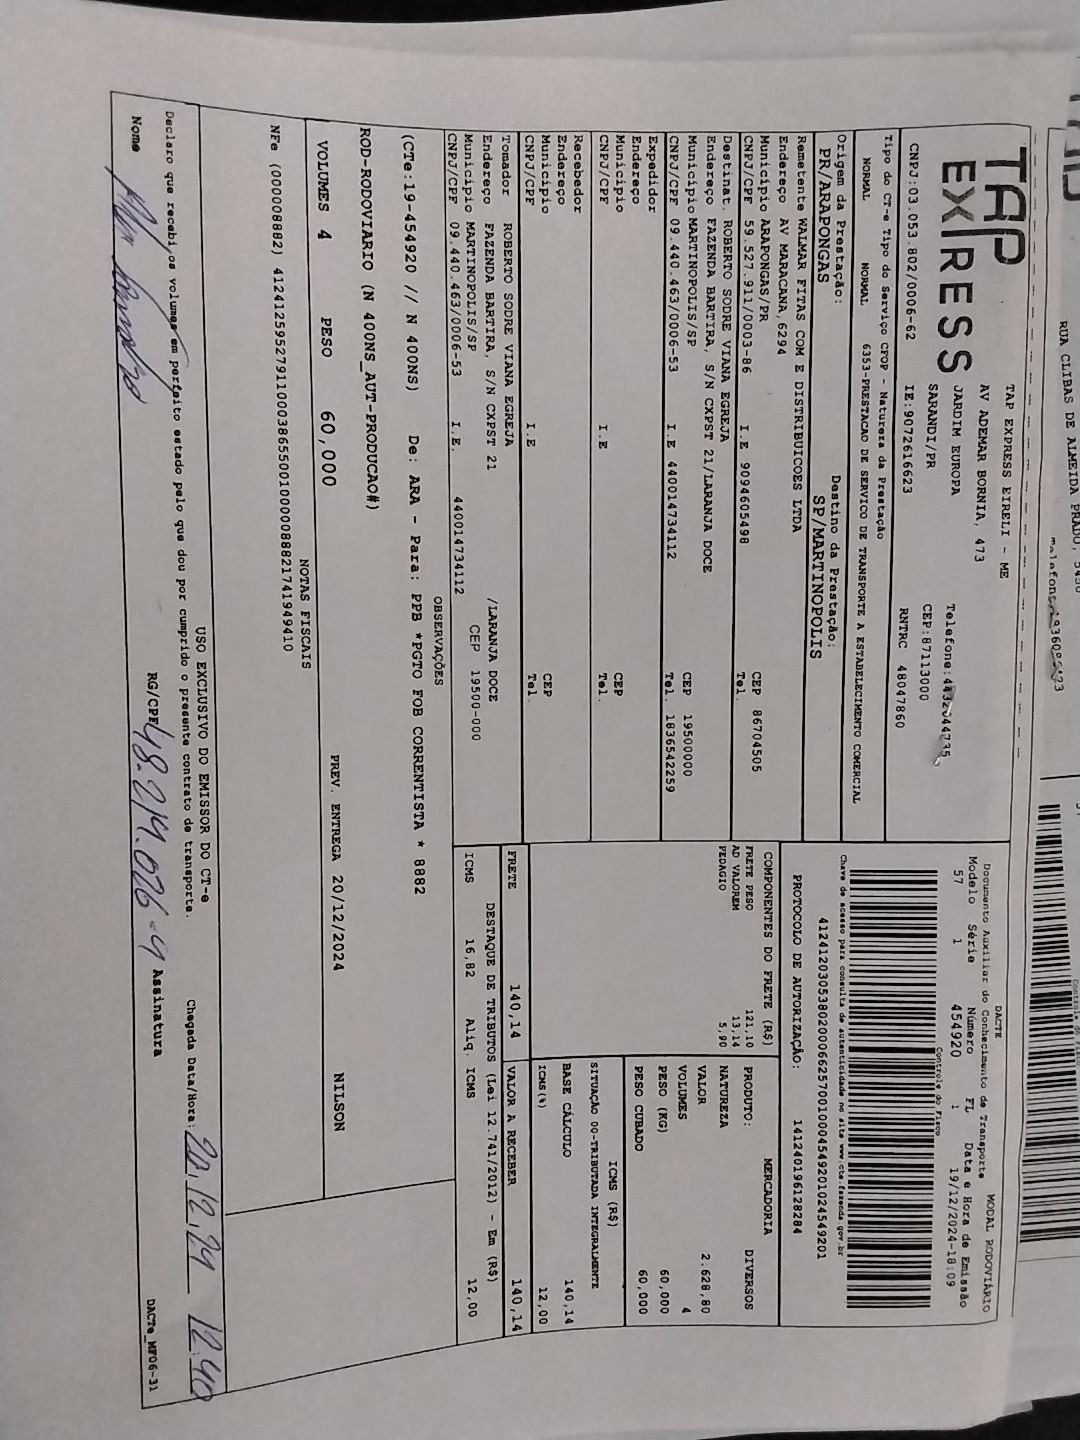 RUA CLIBAS DE ALMEIDA PRADO,
TAP EXPRESS
TAP EXPRESS EIRELI - ME
AV ADEMAR BORNIA, 473
JARDIM EUROPA
SARANDI/PR
CEP:87113000
CNPJ:03.053.802/0006-62
IE:9072616623
RNTRC 48047860
DACTE
MODAL RODOVIÁRIO
Documento Auxiliar do Conhecimento de Transporte
Modelo Série Número FL Data e Hora de Emissão
57 1 454920 1 19/12/2024-18:09
Controle do Fisco
Tipo do CT-e Tipo do Serviço CFOP - Natureza da Prestação
NORMAL NORMAL 6353-PRESTACAO DE SERVICO DE TRANSPORTE A ESTABELECIMENTO COMERCIAL
Chave de acesso para consulta de autenticidade no site www.cte.fazenda.gov.br
41241203053802000662570010004549201024549201
PROTOCOLO DE AUTORIZAÇÃO: 141240196128284
Origem da Prestação: Destino da Prestação:
PR/ARAPONGAS SP/MARTINOPOLIS
Remetente WALMAR FITAS COM E DISTRIBUICOES LTDA
Endereço AV MARACANA,6294
Município ARAPONGAS/PR CEP 86704505
CNPJ/CPF 59.527.911/0003-86 I.E 9094605498 Tel.
Destinat. ROBERTO SODRE VIANA EGREJA
Endereço FAZENDA BARTIRA, S/N CXPST 21/LARANJA DOCE
Município MARTINOPOLIS/SP CEP 19500000
CNPJ/CPF 09.440.463/0006-53 I.E 440014734112 Tel. 1836542259
Expedidor
Endereço
Município CEP
CNPJ/CPF I.E Tel.
Recebedor
Endereço
Município CEP
CNPJ/CPF I.E Tel.
Tomador ROBERTO SODRE VIANA EGREJA
Endereço FAZENDA BARTIRA, S/N CXPST 21 /LARANJA DOCE
Município MARTINOPOLIS/SP CEP 19500-000
CNPJ/CPF 09.440.463/0006-53 I.E. 440014734112
COMPONENTES DO FRETE (R$)
FRETE PESO 121,10
AD VALOREM 13,14
PEDAGIO 5,90
MERCADORIA
PRODUTO: DIVERSOS
NATUREZA
VALOR 2.628,80
VOLUMES 4
PESO (KG) 60,000
PESO CUBADO 60,000
ICMS (R$)
SITUAÇÃO 00-TRIBUTADA INTEGRALMENTE
BASE CÁLCULO 140,14
ICMS(%) 12,00
FRETE 140,14 VALOR A RECEBER 140,14
DESTAQUE DE TRIBUTOS (Lei 12.741/2012) - Em (R$)
ICMS 16,82 Aliq. ICMS 12,00
OBSERVAÇÕES
(CTe:19-454920 // N 400NS) De: ARA - Para: PPB *PGTO FOB CORRENTISTA * 8882
ROD-RODOVIARIO (N 400NS_AUT-PRODUCAO#)
VOLUMES 4 PESO 60,000 PREV. ENTREGA 20/12/2024 NILSON
NOTAS FISCAIS
NFe (000008882) 41241259527911000386550010000088821741949410
USO EXCLUSIVO DO EMISSOR DO CT-e
Declaro que recebi os volumes em perfeito estado pelo que dou por cumprido o presente contrato de transporte.
Chegada Data/Hora: 20.12.24 12:40
Nome RG/CPF 48.214.076-9 Assinatura
DACTe_MF06-31